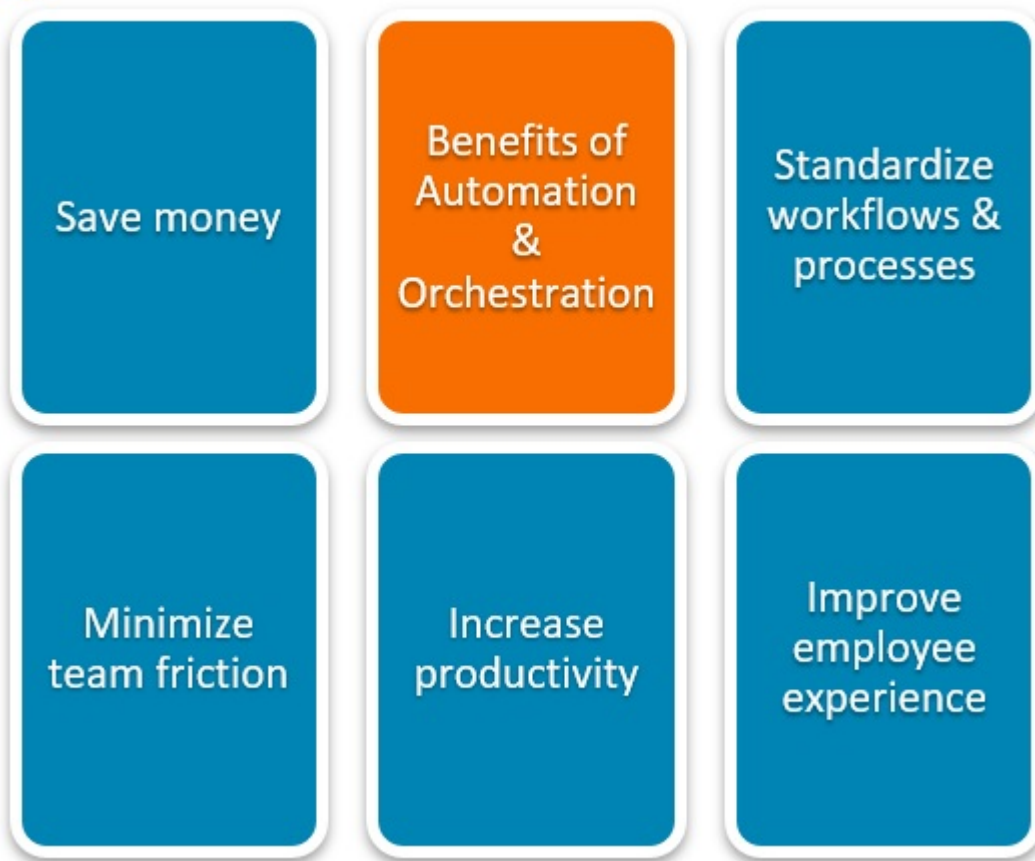 Save money
Benefits of
Automation
&
Orchestration
Standardize
workflows &
processes
Minimize
team friction
Increase
productivity
Improve
employee
experience